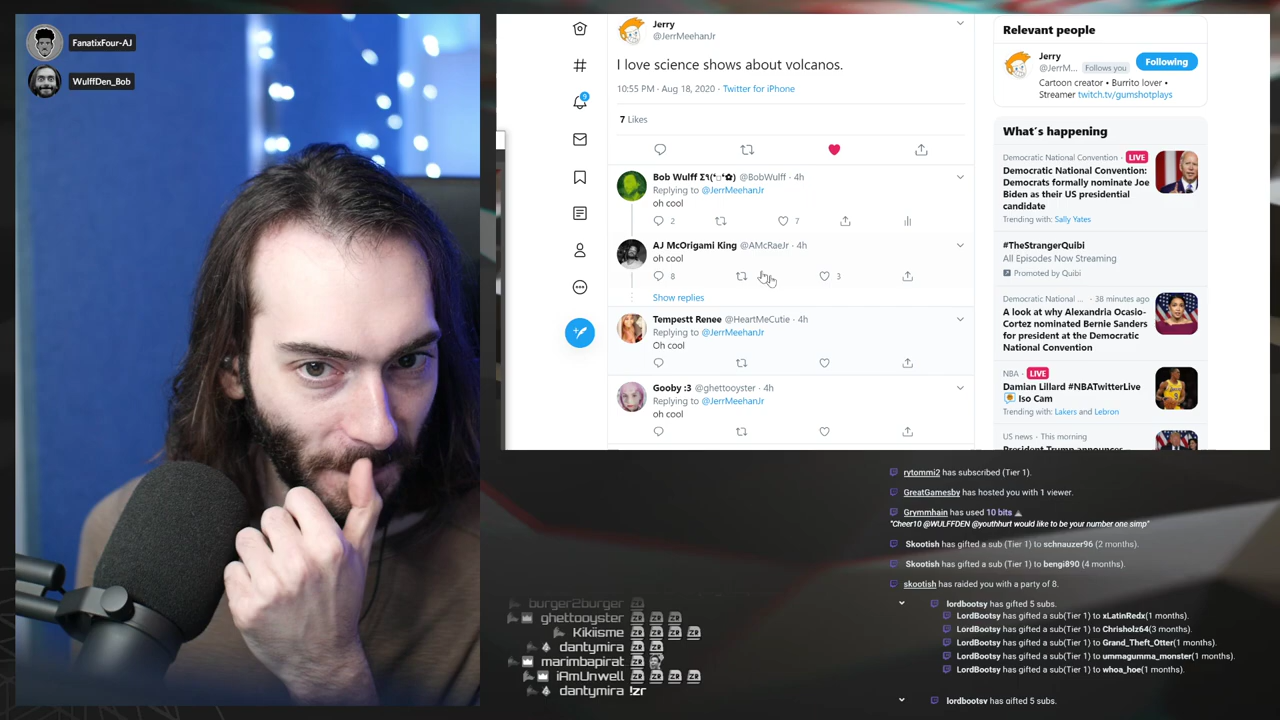 FanatixFour-AJ
WulffDen_Bob
Jerry
@JerrMeehanJr
I love science shows about volcanos.
10:55 PM · Aug 18, 2020 · Twitter for iPhone
7 Likes
Bob Wulff @BobWulff · 4h
Replying to @JerrMeehanJr
oh cool
2
7
AJ McOrigami King @AMcRaeJr · 4h
oh cool
8
3
Show replies
Tempestt Renee @HeartMeCutie · 4h
Replying to @JerrMeehanJr
Oh cool
Gooby :3 @ghettooyster · 4h
Replying to @JerrMeehanJr
oh cool
Relevant people
Jerry
@JerrM... Follows you
Following
Cartoon creator • Burrito lover •
Streamer twitch.tv/gumshotplays
What's happening
Democratic National Convention · LIVE
Democratic National Convention:
Democrats formally nominate Joe
Biden as their US presidential
candidate
Trending with: Sally Yates
#TheStrangerQuibi
All Episodes Now Streaming
Promoted by Quibi
Democratic National ... · 38 minutes ago
A look at why Alexandria Ocasio-
Cortez nominated Bernie Sanders
for president at the Democratic
National Convention
NBA · LIVE
Damian Lillard #NBATwitterLive
Iso Cam
Trending with: Lakers and Lebron
US news · This morning
President Trump announces
rytommi2 has subscribed (Tier 1).
GreatGamesby has hosted you with 1 viewer.
Grymmhain has used 10 bits
"Cheer10 @WULFFDEN @youthhurt would like to be your number one simp"
Skootish has gifted a sub (Tier 1) to schnauzer96 (2 months).
Skootish has gifted a sub (Tier 1) to bengi890 (4 months).
skootish has raided you with a party of 8.
lordbootsy has gifted 5 subs.
LordBootsy has gifted a sub(Tier 1) to xLatinRedx(1 months).
LordBootsy has gifted a sub(Tier 1) to Chrisholz64(3 months).
LordBootsy has gifted a sub(Tier 1) to Grand_Theft_Otter(1 months).
LordBootsy has gifted a sub(Tier 1) to ummagumma_monster(1 months).
LordBootsy has gifted a sub(Tier 1) to whoa_hoe(1 months).
lordbootsy has gifted 5 subs.
burger2burger
ghettooyster
Kikiisme
dantymira
marimbapirat
iAmUnwell
dantymira !zr